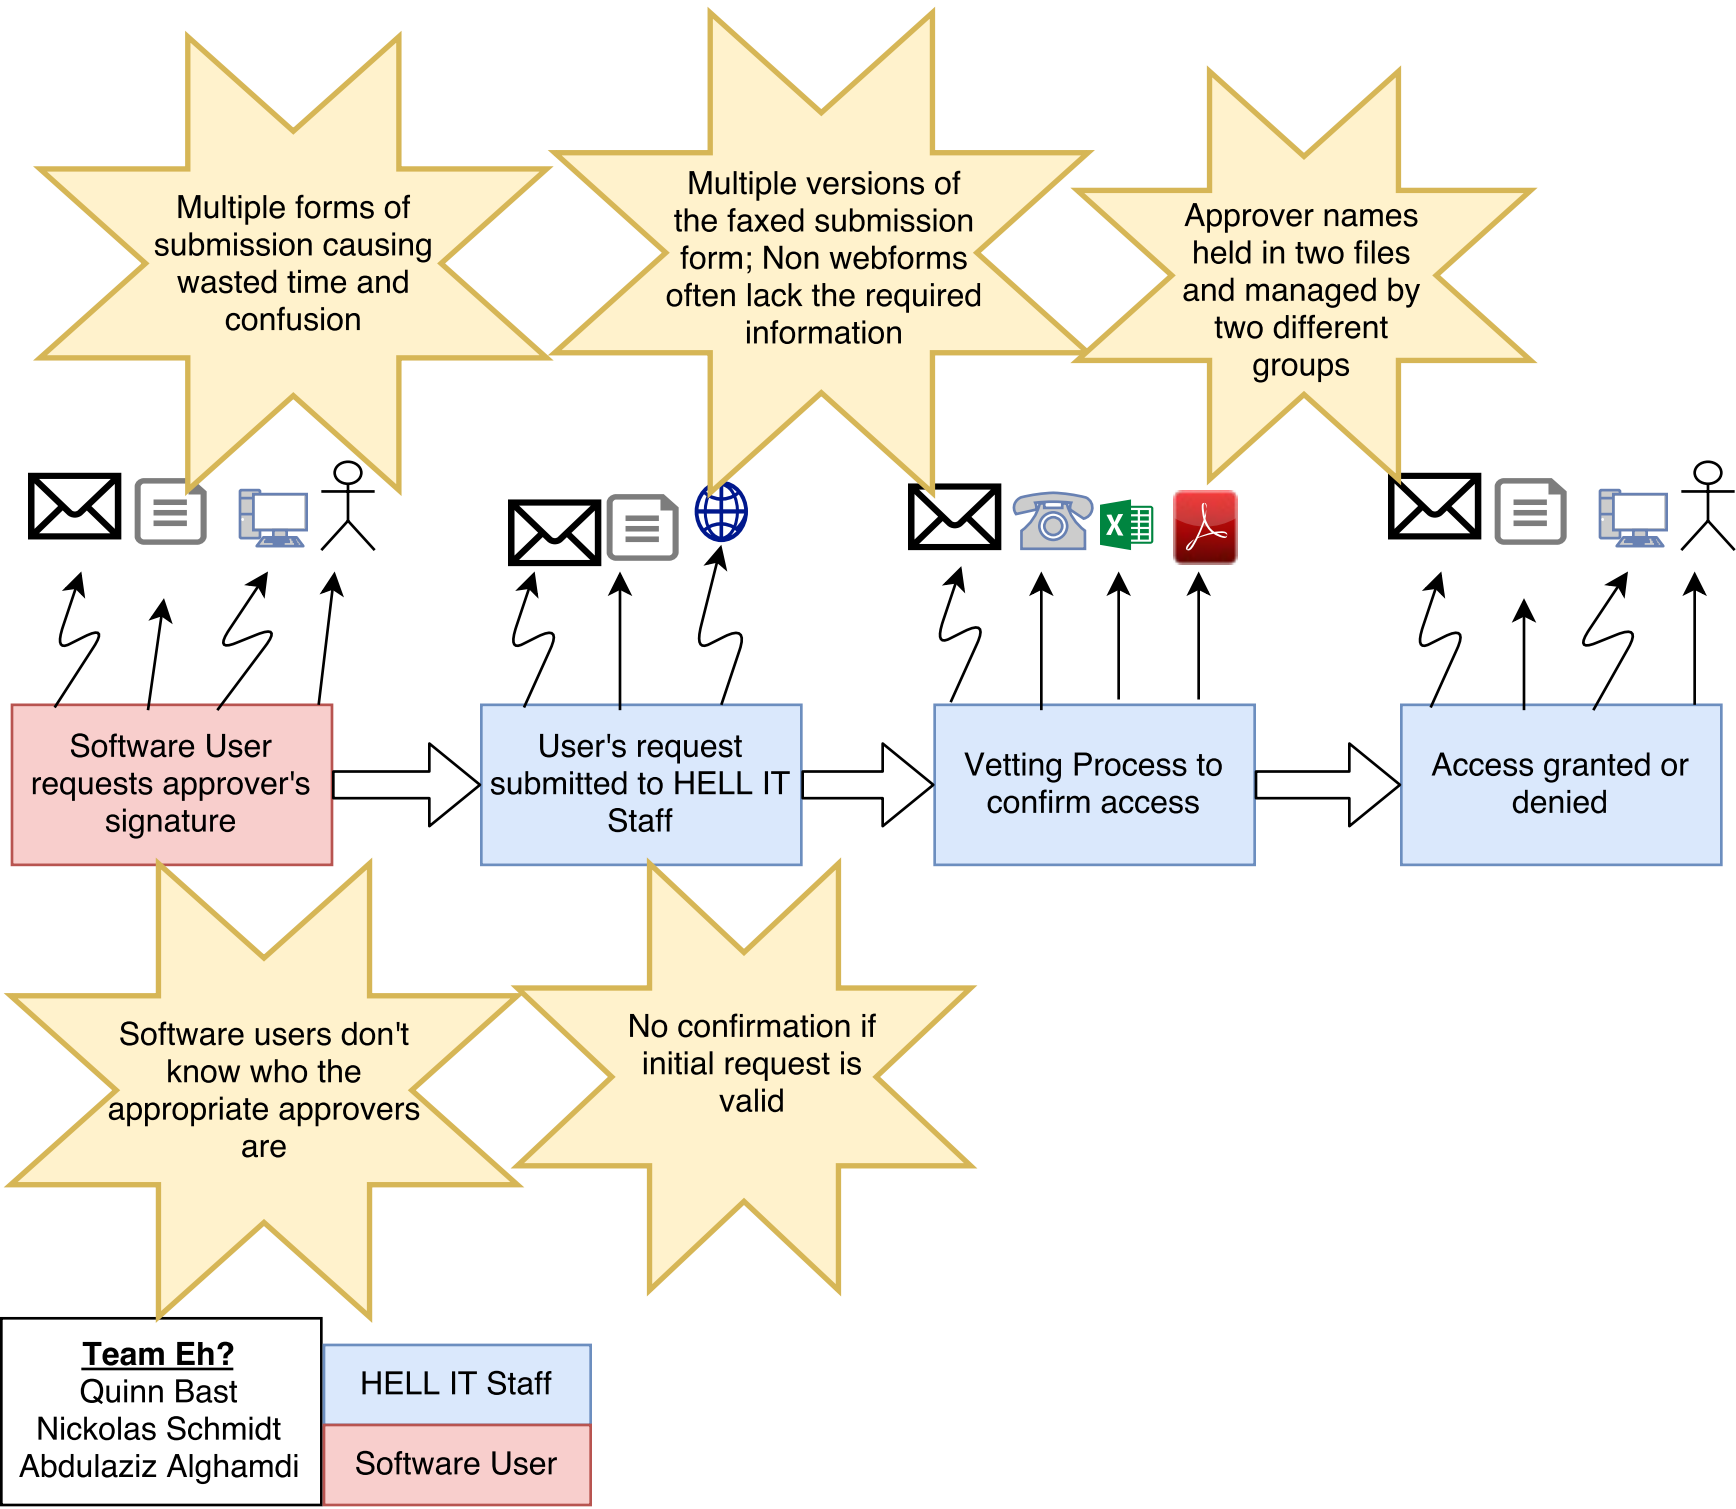 Multiple forms of
submission causing
wasted time and
confusion
Multiple versions of
the faxed submission
form; Non webforms
often lack the required
information
Approver names
held in two files
and managed by
two different
groups
X
Software User
requests approver's
signature
User's request
submitted to HELL IT
Staff
Vetting Process to
confirm access
Access granted or
denied
Software users don't
know who the
appropriate approvers
are
No confirmation if
initial request is
valid
Team Eh?
Quinn Bast
Nickolas Schmidt
Abdulaziz Alghamdi
HELL IT Staff
Software User